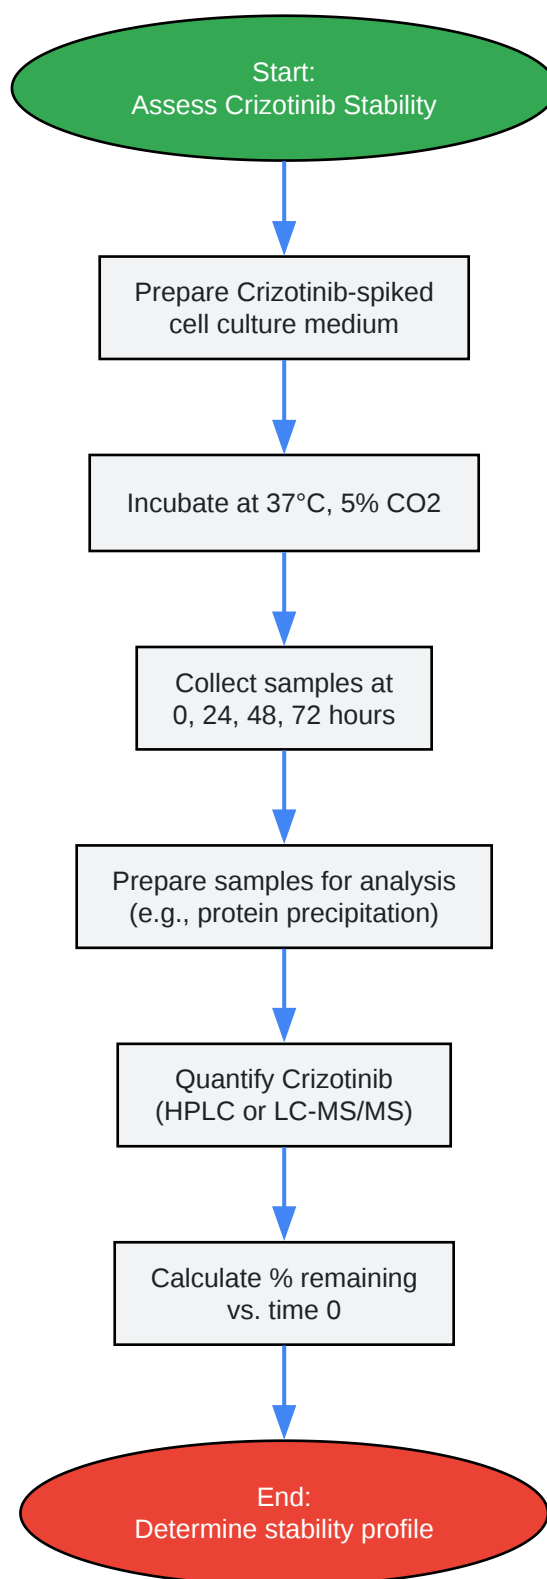 Start:
Assess Crizotinib Stability
Prepare Crizotinib-spiked
cell culture medium
Incubate at 37°C, 5% CO2
Collect samples at
0, 24, 48, 72 hours
Prepare samples for analysis
(e.g., protein precipitation)
Quantify Crizotinib
(HPLC or LC-MS/MS)
Calculate % remaining
vs. time 0
End:
Determine stability profile